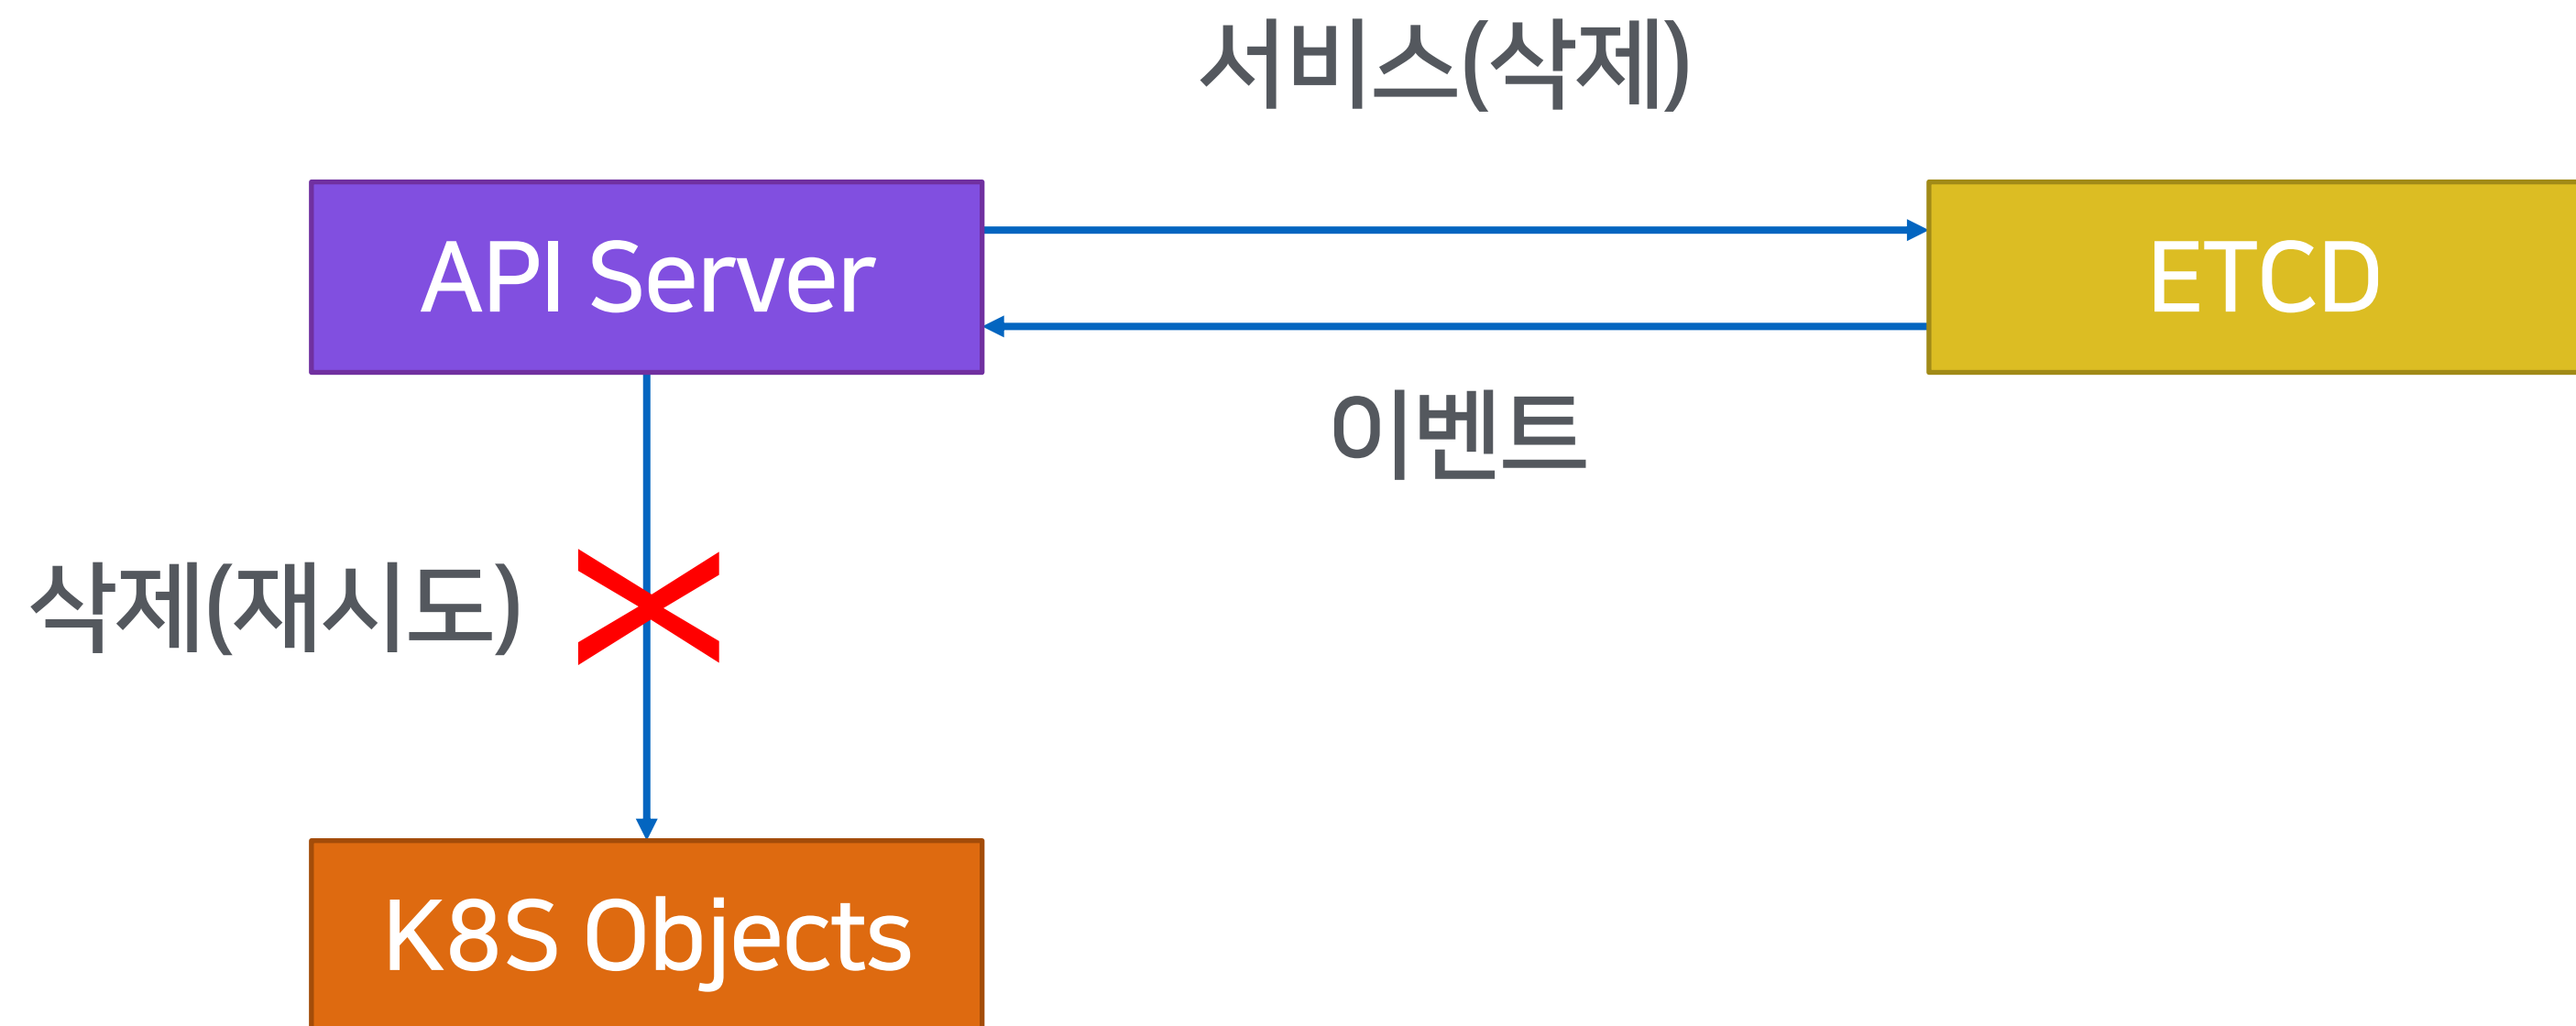 서비스(삭제)
API Server
ETCD
이벤트
삭제(재시도)
K8S Objects